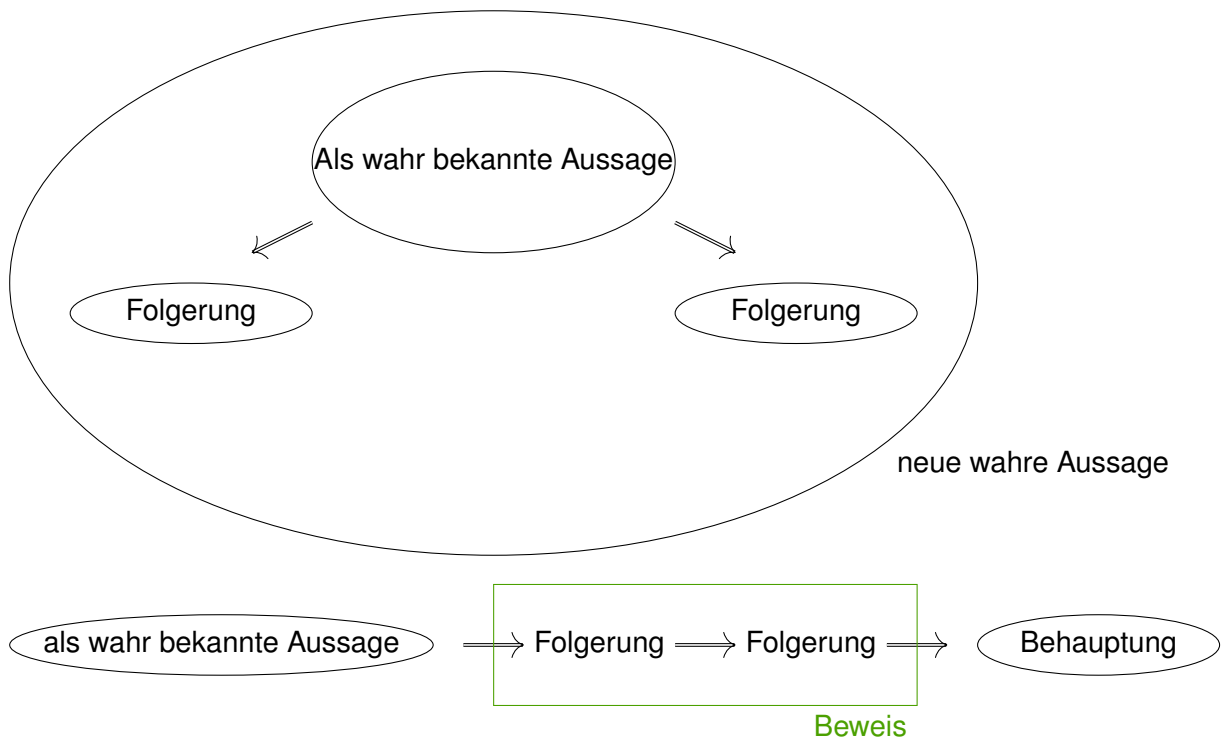 Als wahr bekannte Aussage
Folgerung Folgerung
neue wahre Aussage
als wahr bekannte Aussage Folgerung Folgerung Behauptung
Beweis